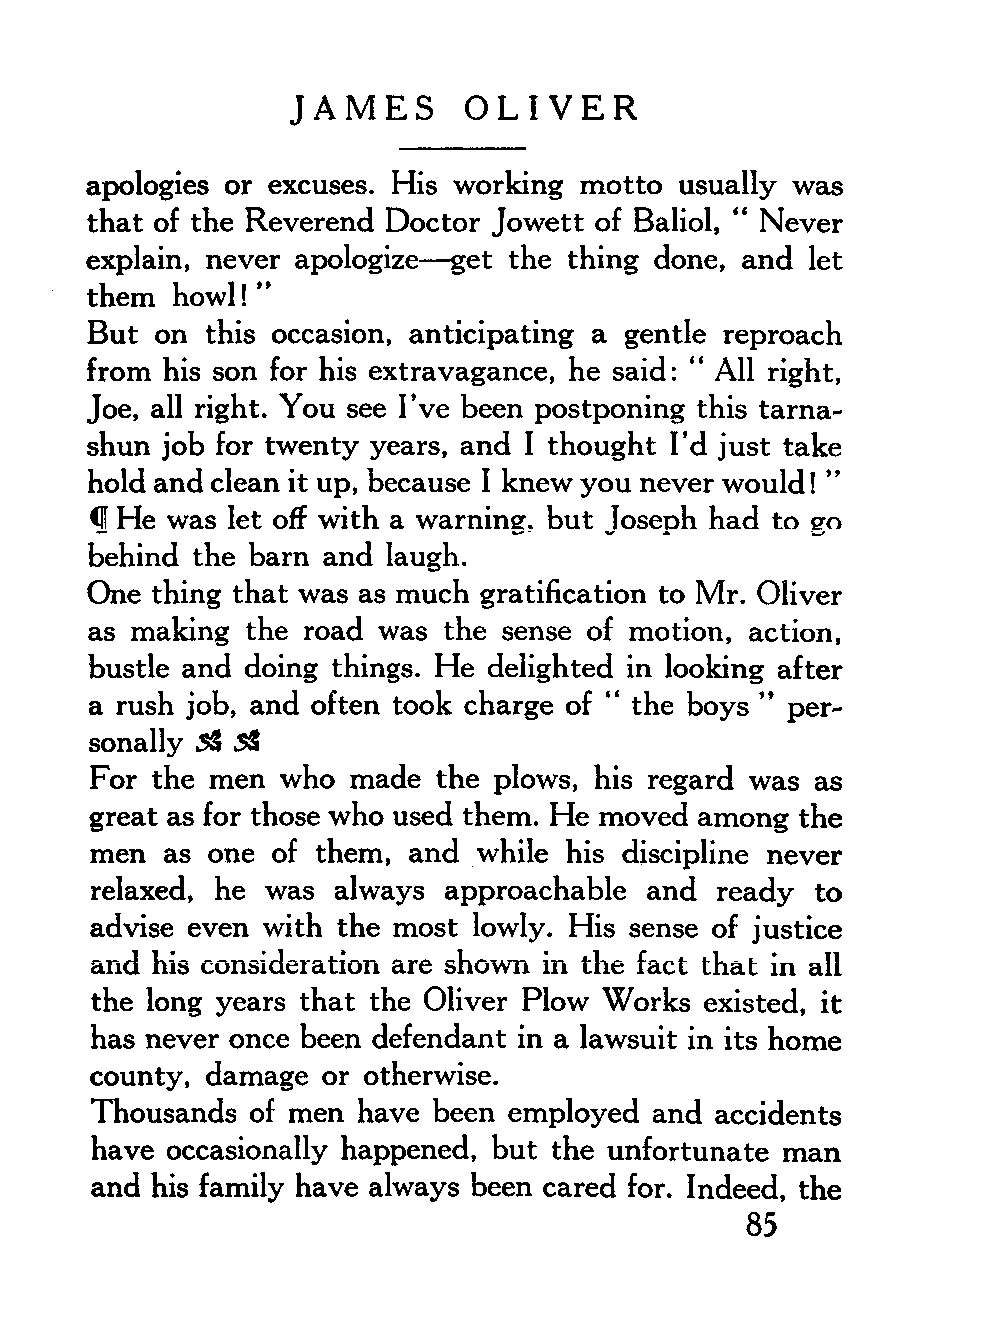 JAMES OLIVER
apologies or excuses. His working motto usually was
that of the Reverend Doctor Jowett of Baliol, “ Never
explain, never apologize—get the thing done, and let
them howl! ”
But on this occasion, anticipating a gentle reproach
from his son for his extravagance, he said: “ All right,
Joe, all right. You see I've been postponing this tarna-
shun job for twenty years, and I thought I'd just take
hold and clean it up, because I knew you never would! ”
¶ He was let off with a warning, but Joseph had to go
behind the barn and laugh.
One thing that was as much gratification to Mr. Oliver
as making the road was the sense of motion, action,
bustle and doing things. He delighted in looking after
a rush job, and often took charge of “ the boys ” per-
sonally
For the men who made the plows, his regard was as
great as for those who used them. He moved among the
men as one of them, and while his discipline never
relaxed, he was always approachable and ready to
advise even with the most lowly. His sense of justice
and his consideration are shown in the fact that in all
the long years that the Oliver Plow Works existed, it
has never once been defendant in a lawsuit in its home
county, damage or otherwise.
Thousands of men have been employed and accidents
have occasionally happened, but the unfortunate man
and his family have always been cared for. Indeed, the
85